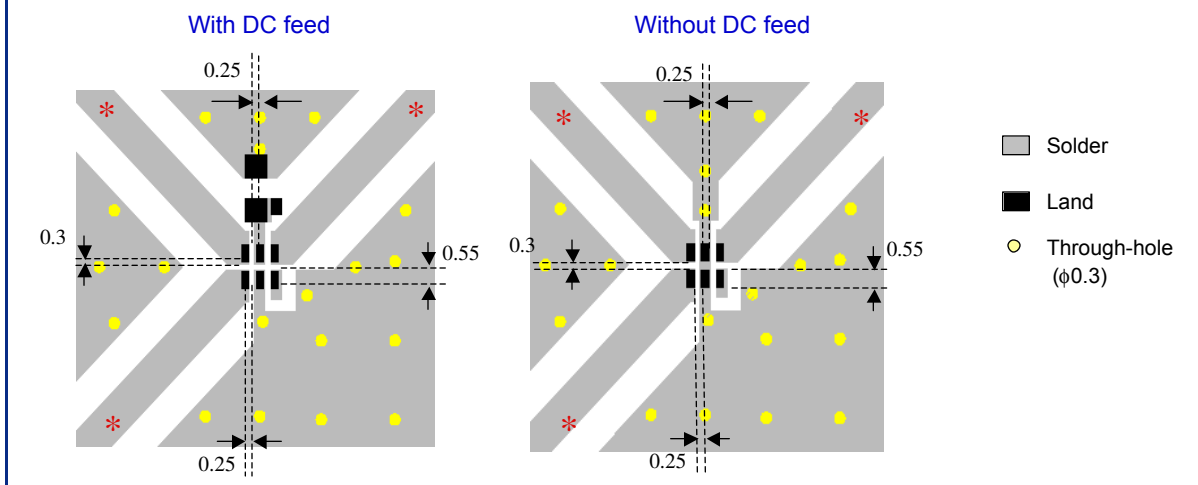 With DC feed
Without DC feed
0.25
0.25
*
*
*
*
Solder
Land
0.3
0.55
0.3
0.55
Through-hole
(ϕ0.3)
*
*
0.25
0.25